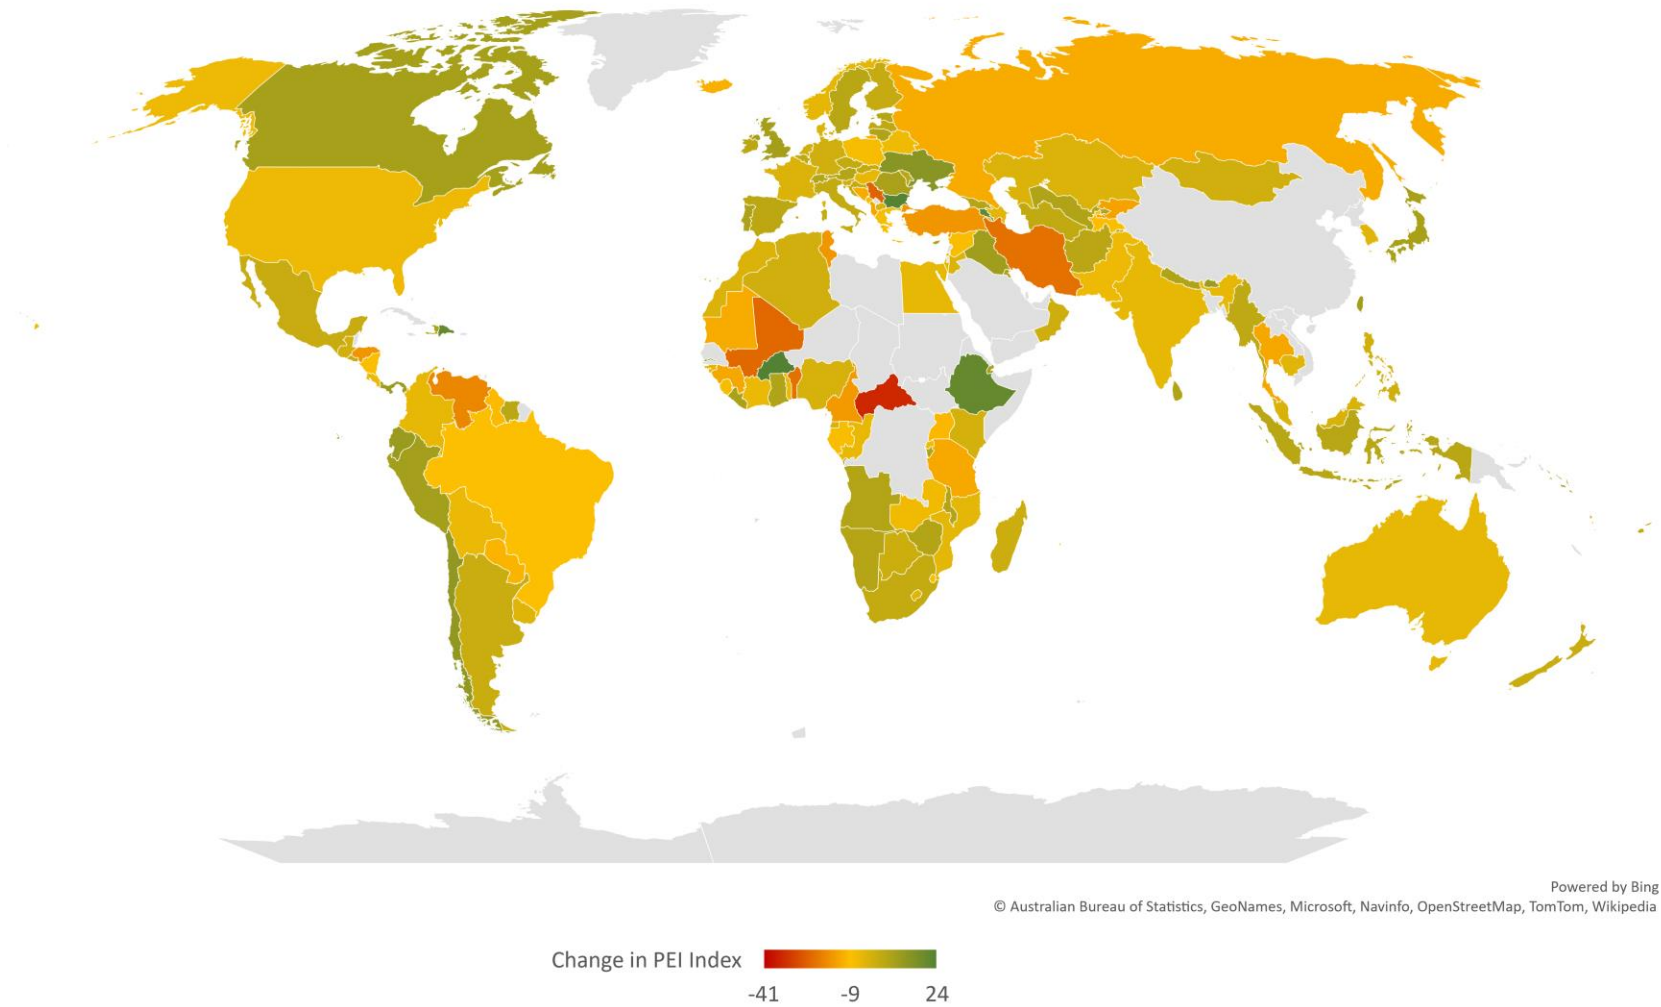 Powered by Bing
© Australian Bureau of Statistics, GeoNames, Microsoft, Navinfo, OpenStreetMap, TomTom, Wikipedia
Change in PEI Index
-41 -9 24